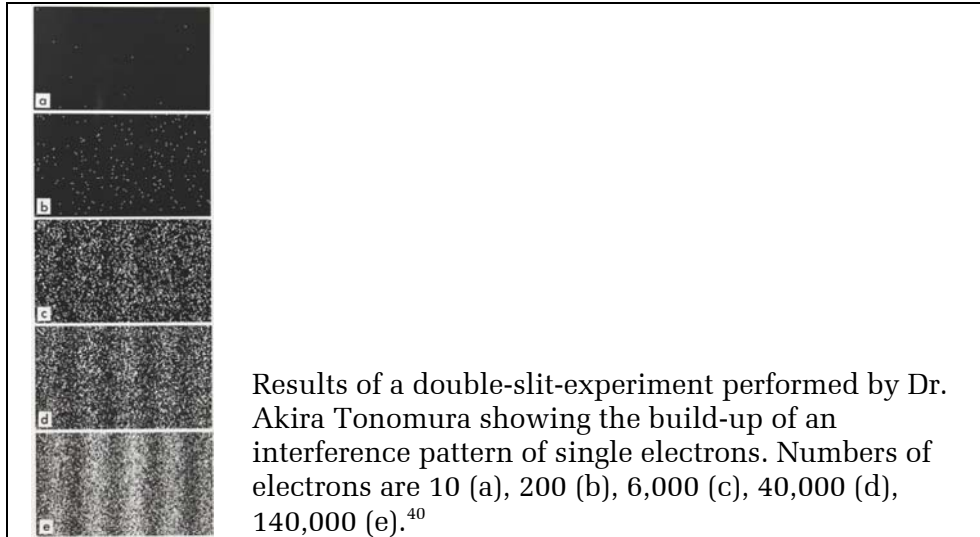 a
b
c
d
e
Results of a double-slit-experiment performed by Dr.
Akira Tonomura showing the build-up of an
interference pattern of single electrons. Numbers of
electrons are 10 (a), 200 (b), 6,000 (c), 40,000 (d),
140,000 (e).⁴⁰